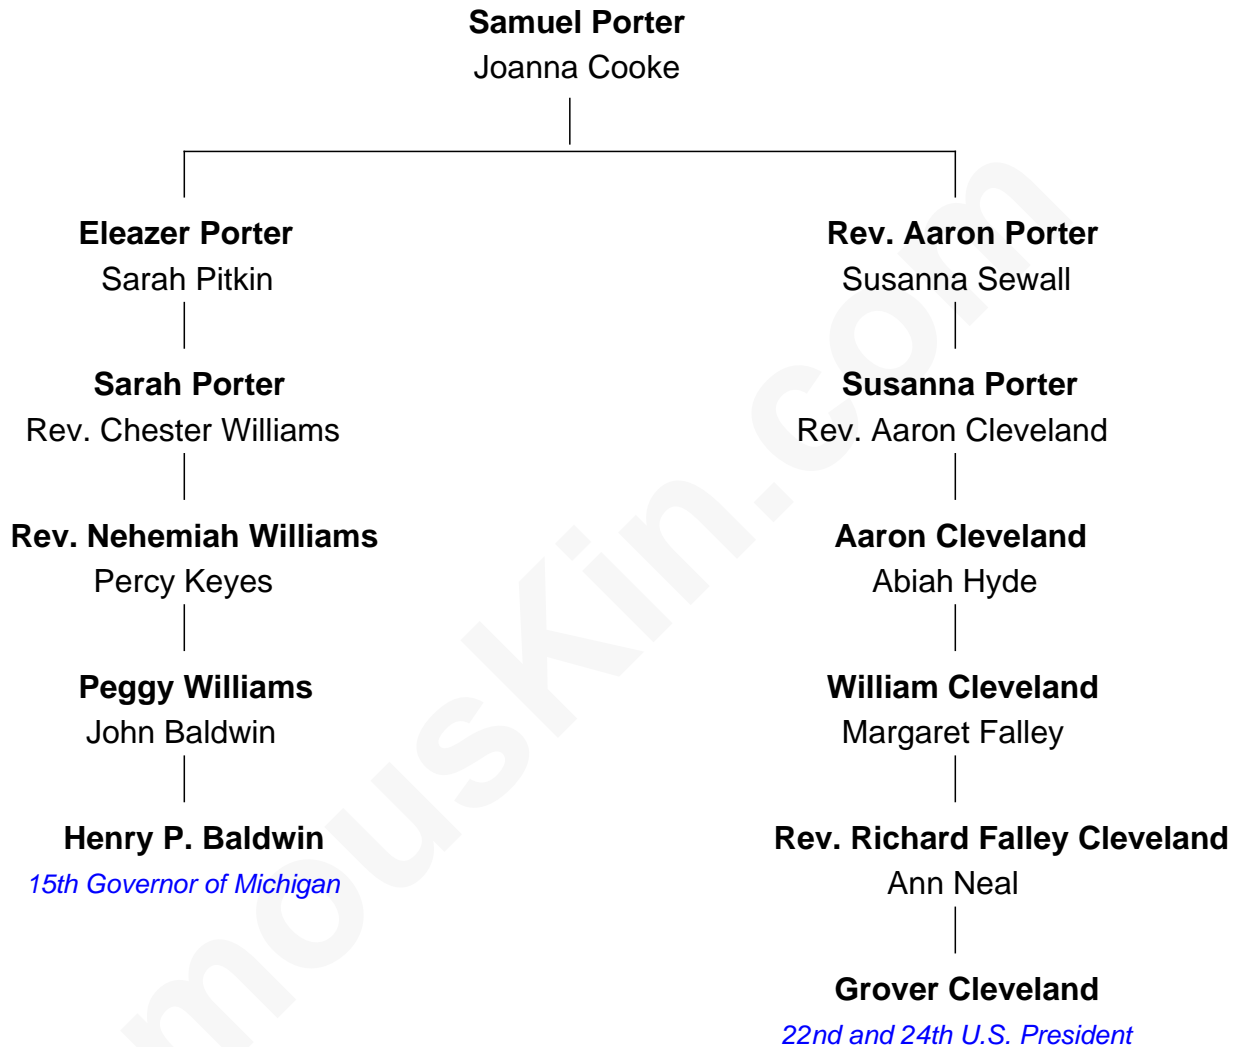 Samuel Porter
Joanna Cooke
Eleazer Porter
Sarah Pitkin
Rev. Aaron Porter
Susanna Sewall
Sarah Porter
Rev. Chester Williams
Susanna Porter
Rev. Aaron Cleveland
Rev. Nehemiah Williams
Percy Keyes
Aaron Cleveland
Abiah Hyde
Peggy Williams
John Baldwin
William Cleveland
Margaret Falley
Henry P. Baldwin
15th Governor of Michigan
Rev. Richard Falley Cleveland
Ann Neal
Grover Cleveland
22nd and 24th U.S. President
mousKin.com